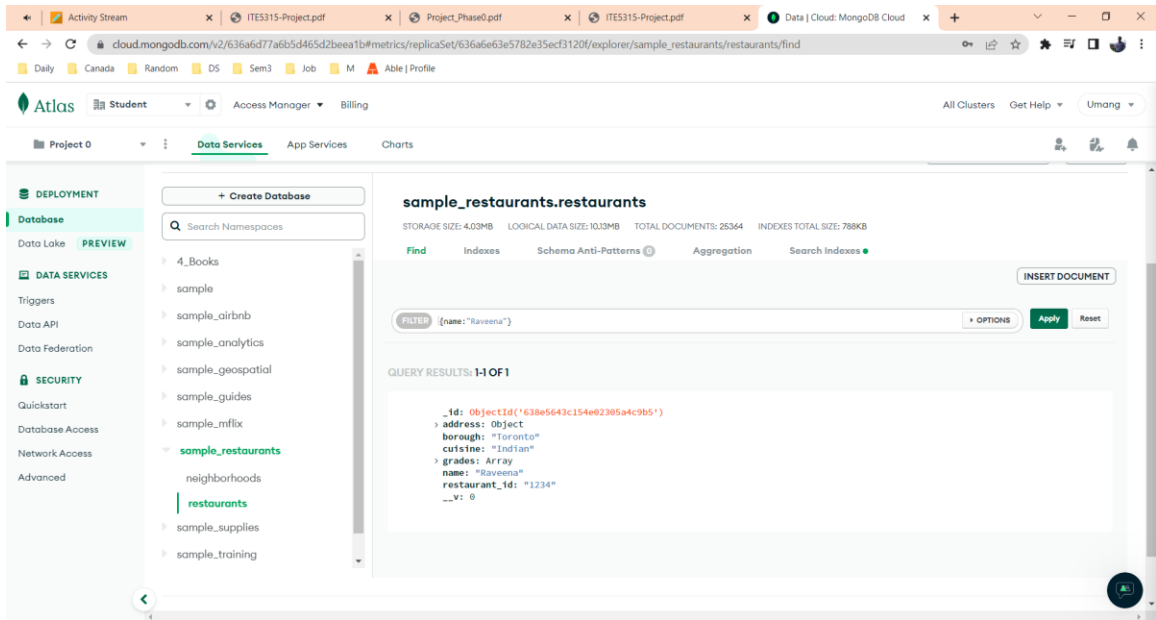 Activity Stream
ITE5315-Project.pdf
Project_Phase0.pdf
ITE5315-Project.pdf
Data | Cloud: MongoDB Cloud
cloud.mongodb.com/v2/636a6d77a6b5d465d2beea1b#metrics/replicaSet/636a6e63e5782e35ecf3120f/explorer/sample_restaurants/restaurants/find
Daily Canada Random DS Sem3 Job M Able | Profile
Atlas Student Access Manager Billing All Clusters Get Help Umang
Project 0 Data Services App Services Charts
DEPLOYMENT
Database
Data Lake PREVIEW
DATA SERVICES
Triggers
Data API
Data Federation
SECURITY
Quickstart
Database Access
Network Access
Advanced
+ Create Database
Search Namespaces
4_Books
sample
sample_airbnb
sample_analytics
sample_geospatial
sample_guides
sample_mflix
sample_restaurants
neighborhoods
restaurants
sample_supplies
sample_training
sample_restaurants.restaurants
STORAGE SIZE: 4.03MB LOGICAL DATA SIZE: 10.13MB TOTAL DOCUMENTS: 25364 INDEXES TOTAL SIZE: 788KB
Find Indexes Schema Anti-Patterns 0 Aggregation Search Indexes
INSERT DOCUMENT
FILTER {name:"Raveena"} OPTIONS Apply Reset
QUERY RESULTS: 1-1 OF 1
_id: ObjectId('638e5643c154e02305a4c9b5')
address: Object
borough: "Toronto"
cuisine: "Indian"
grades: Array
name: "Raveena"
restaurant_id: "1234"
__v: 0